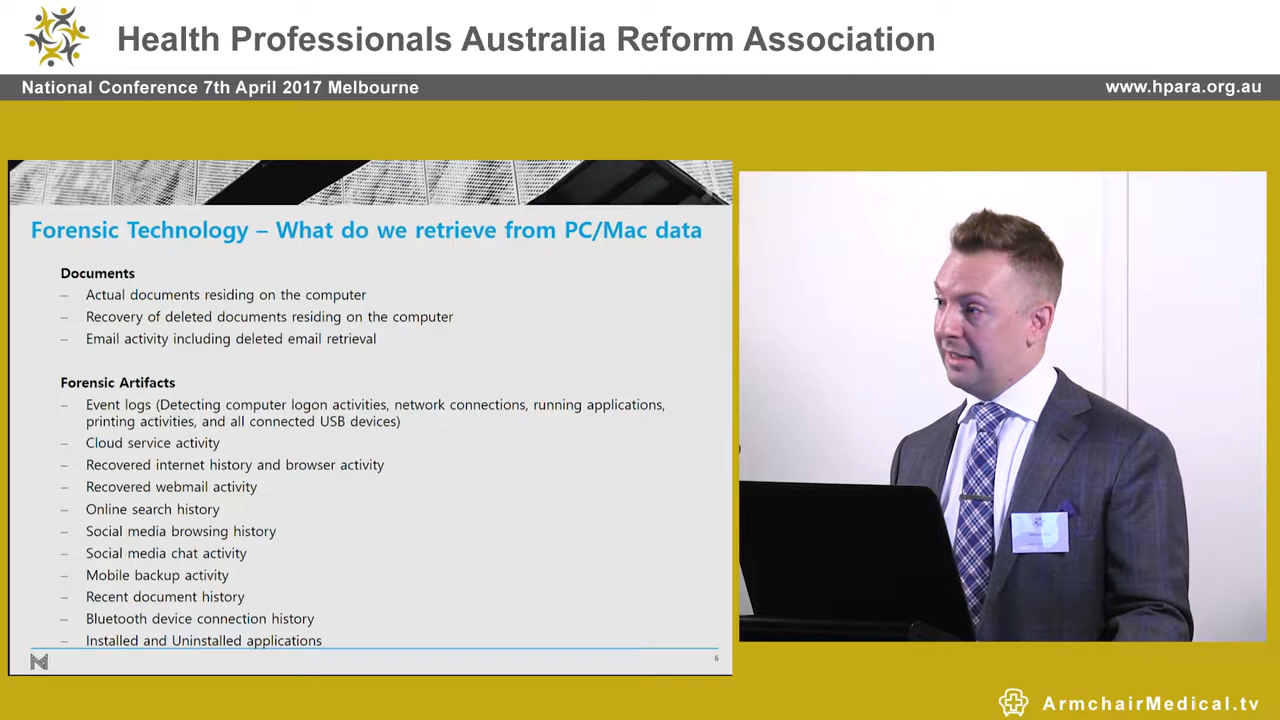 Health Professionals Australia Reform Association
National Conference 7th April 2017 Melbourne
www.hpara.org.au
Forensic Technology – What do we retrieve from PC/Mac data
Documents
– Actual documents residing on the computer
– Recovery of deleted documents residing on the computer
– Email activity including deleted email retrieval
Forensic Artifacts
– Event logs (Detecting computer logon activities, network connections, running applications,
printing activities, and all connected USB devices)
– Cloud service activity
– Recovered internet history and browser activity
– Recovered webmail activity
– Online search history
– Social media browsing history
– Social media chat activity
– Mobile backup activity
– Recent document history
– Bluetooth device connection history
– Installed and Uninstalled applications
6
ArmchairMedical.tv